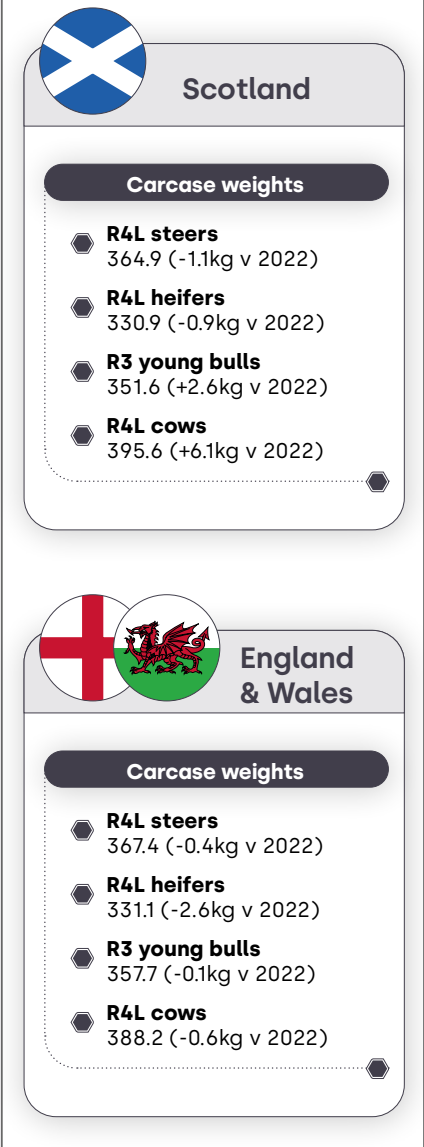 Scotland
Carcase weights
R4L steers
364.9 (-1.1kg v 2022)
R4L heifers
330.9 (-0.9kg v 2022)
R3 young bulls
351.6 (+2.6kg v 2022)
R4L cows
395.6 (+6.1kg v 2022)
England
& Wales
Carcase weights
R4L steers
367.4 (-0.4kg v 2022)
R4L heifers
331.1 (-2.6kg v 2022)
R3 young bulls
357.7 (-0.1kg v 2022)
R4L cows
388.2 (-0.6kg v 2022)